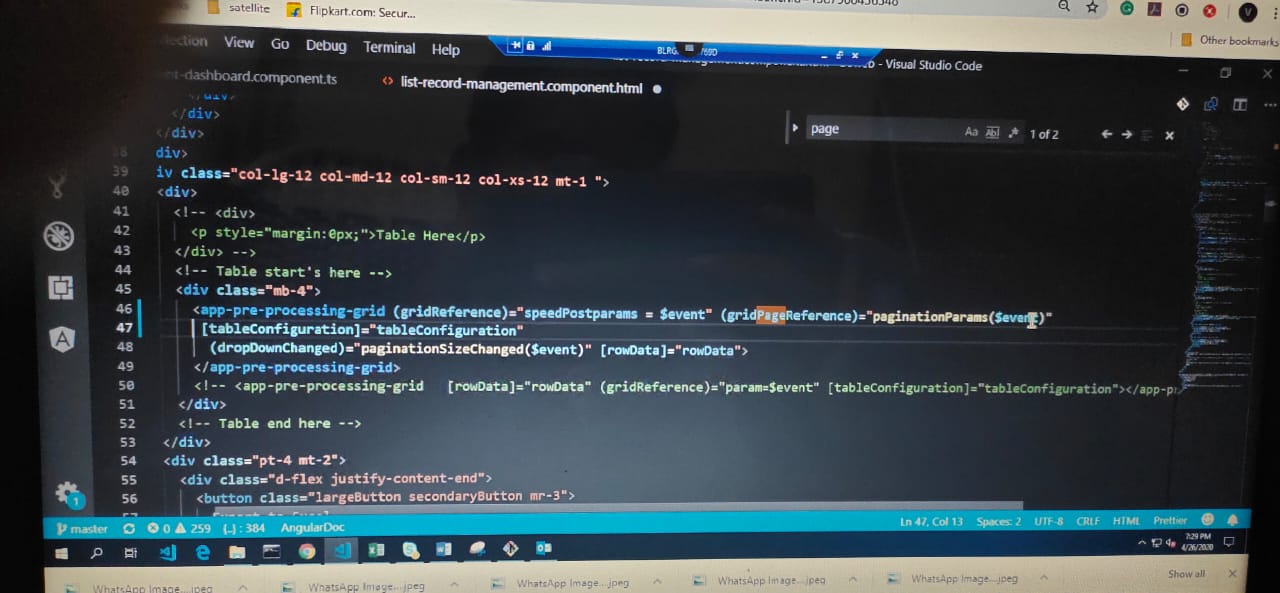 satellite
Flipkart.com: Secur...
Other bookmarks
View Go Debug Terminal Help
- Visual Studio Code
-dashboard.component.ts
<> list-record-management.component.html ●
page
Aa Abl .* 1 of 2
</div>
</div>
div>
39 iv class="col-lg-12 col-md-12 col-sm-12 col-xs-12 mt-1 ">
40 <div>
41 <!-- <div>
42 <p style="margin:0px;">Table Here</p>
43 </div> -->
44 <!-- Table start's here -->
45 <div class="mb-4">
46 <app-pre-processing-grid (gridReference)="speedPostparams = $event" (gridPageReference)="paginationParams($event)"
47 [tableConfiguration]="tableConfiguration"
48 (dropDownChanged)="paginationSizeChanged($event)" [rowData]="rowData">
49 </app-pre-processing-grid>
50 <!-- <app-pre-processing-grid [rowData]="rowData" (gridReference)="param=$event" [tableConfiguration]="tableConfiguration"></app-p
51 </div>
52 <!-- Table end here -->
53 </div>
54 <div class="pt-4 mt-2">
55 <div class="d-flex justify-content-end">
56 <button class="largeButton secondaryButton mr-3">
master 0 259 {..} : 384 AngularDoc
Ln 47, Col 13 Spaces: 2 UTF-8 CRLF HTML Prettier
7:29 PM
4/26/2020
WhatsApp Image....jpeg
WhatsApp Image....jpeg
WhatsApp Image....jpeg
WhatsApp Image....jpeg
WhatsApp Image....jpeg
Show all